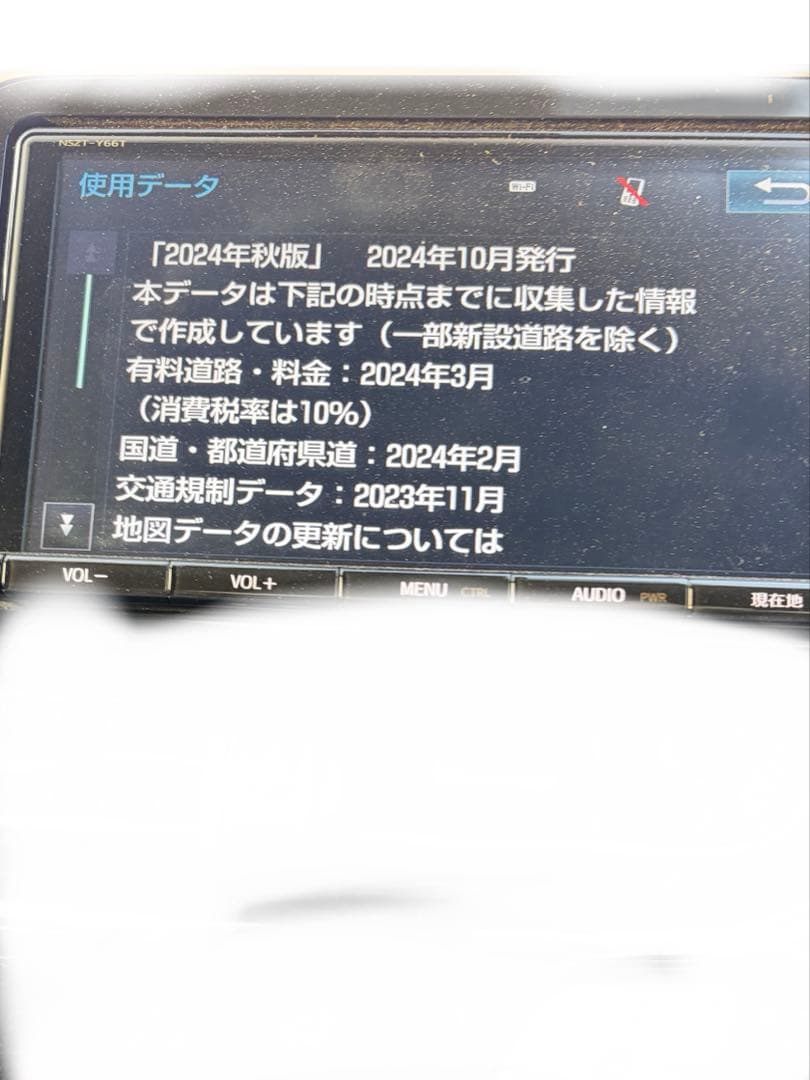 NSZT-Y66T
使用データ
Wi-Fi
「2024年秋版」 2024年10月発行
本データは下記の時点までに収集した情報
で作成しています（一部新設道路を除く）
有料道路・料金：2024年3月
（消費税率は10%）
国道・都道府県道：2024年2月
交通規制データ：2023年11月
地図データの更新については
VOL− VOL+ MENU CTRL AUDIO PWR 現在地